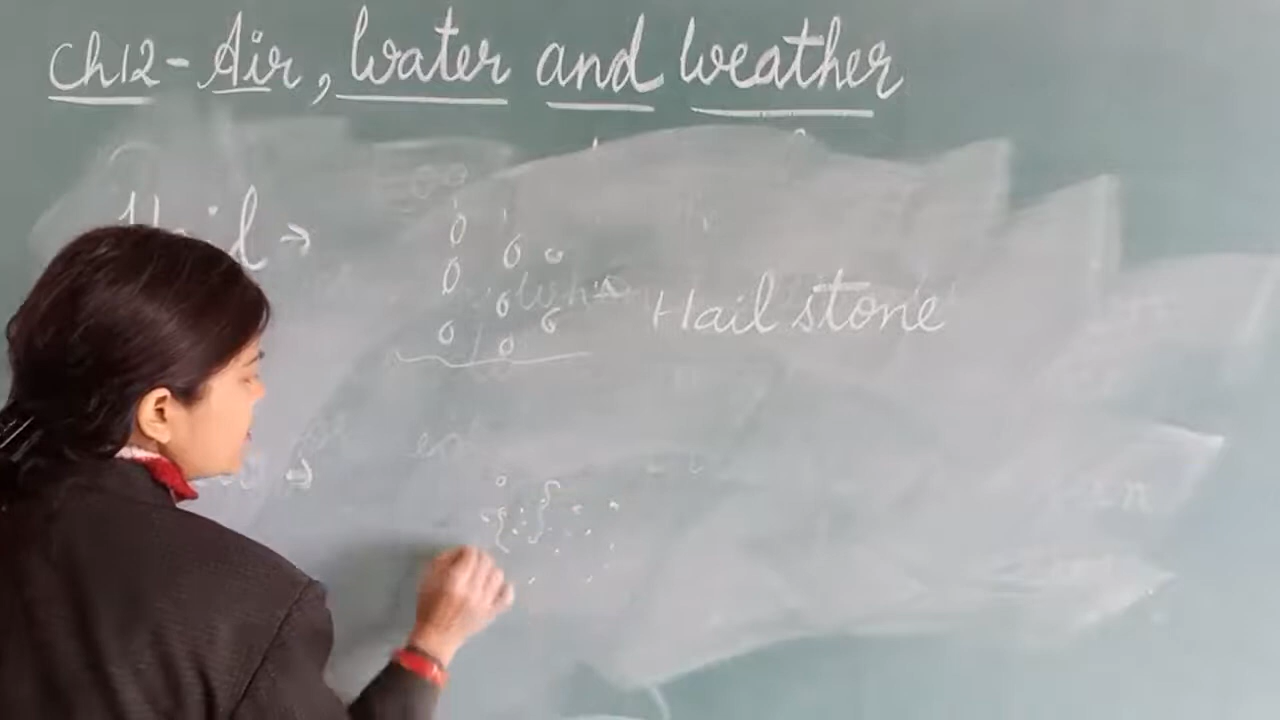 Ch12 - Air, Water and Weather
Hail →
Hail stone